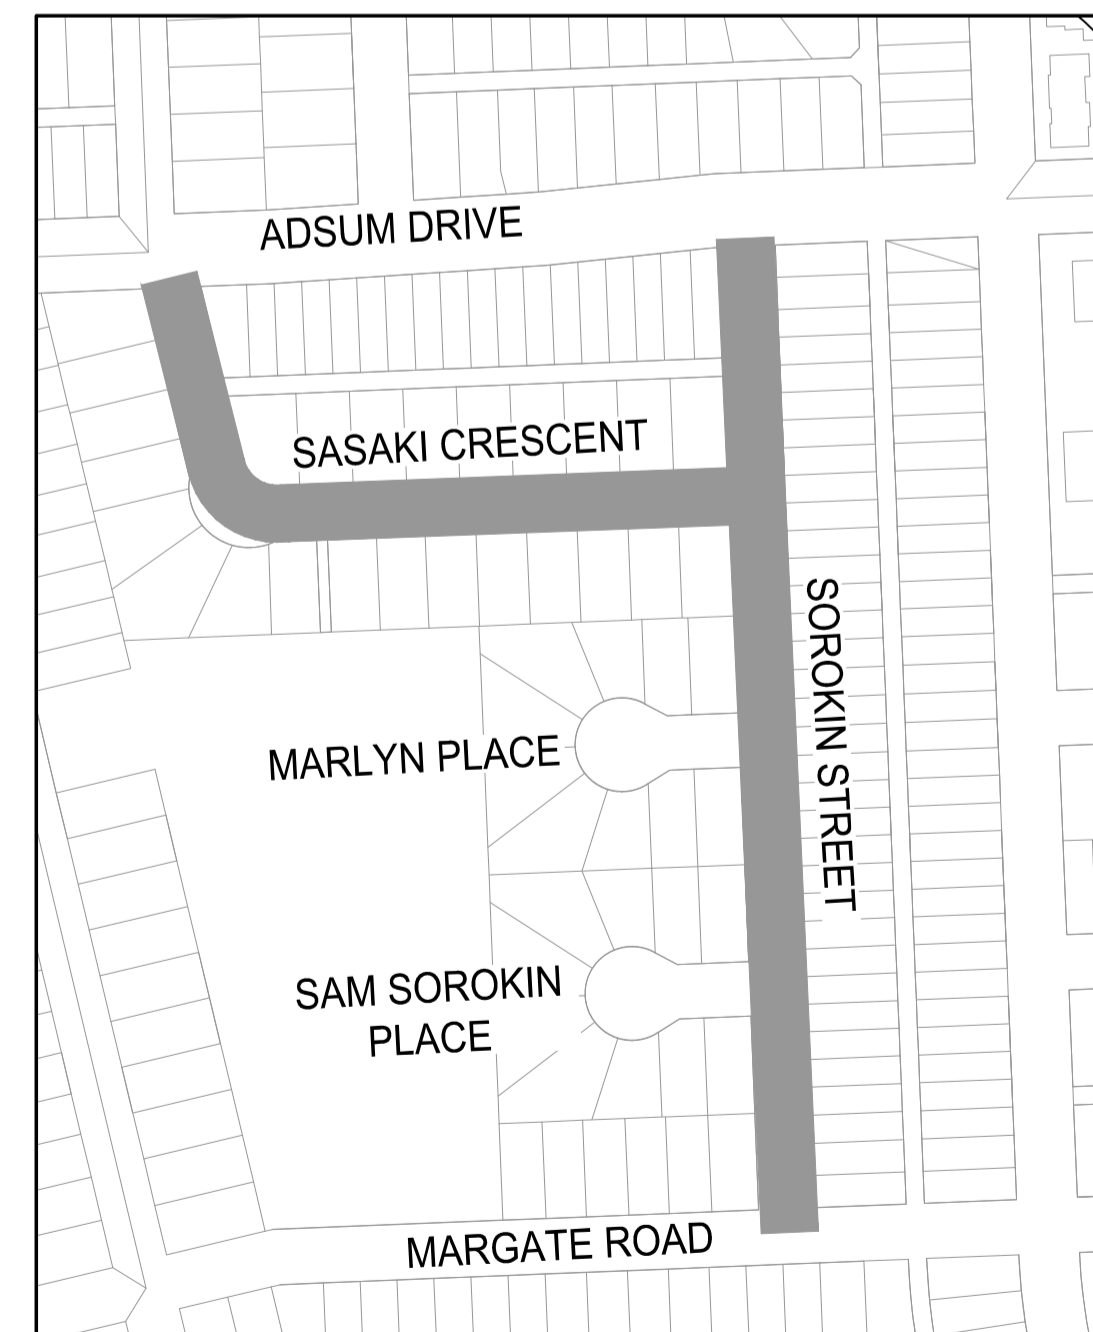 ADSUM DRIVE
SASAKI CRESCENT
SOROKIN STREET
MARLYN PLACE
SAM SOROKIN
PLACE
MARGATE ROAD